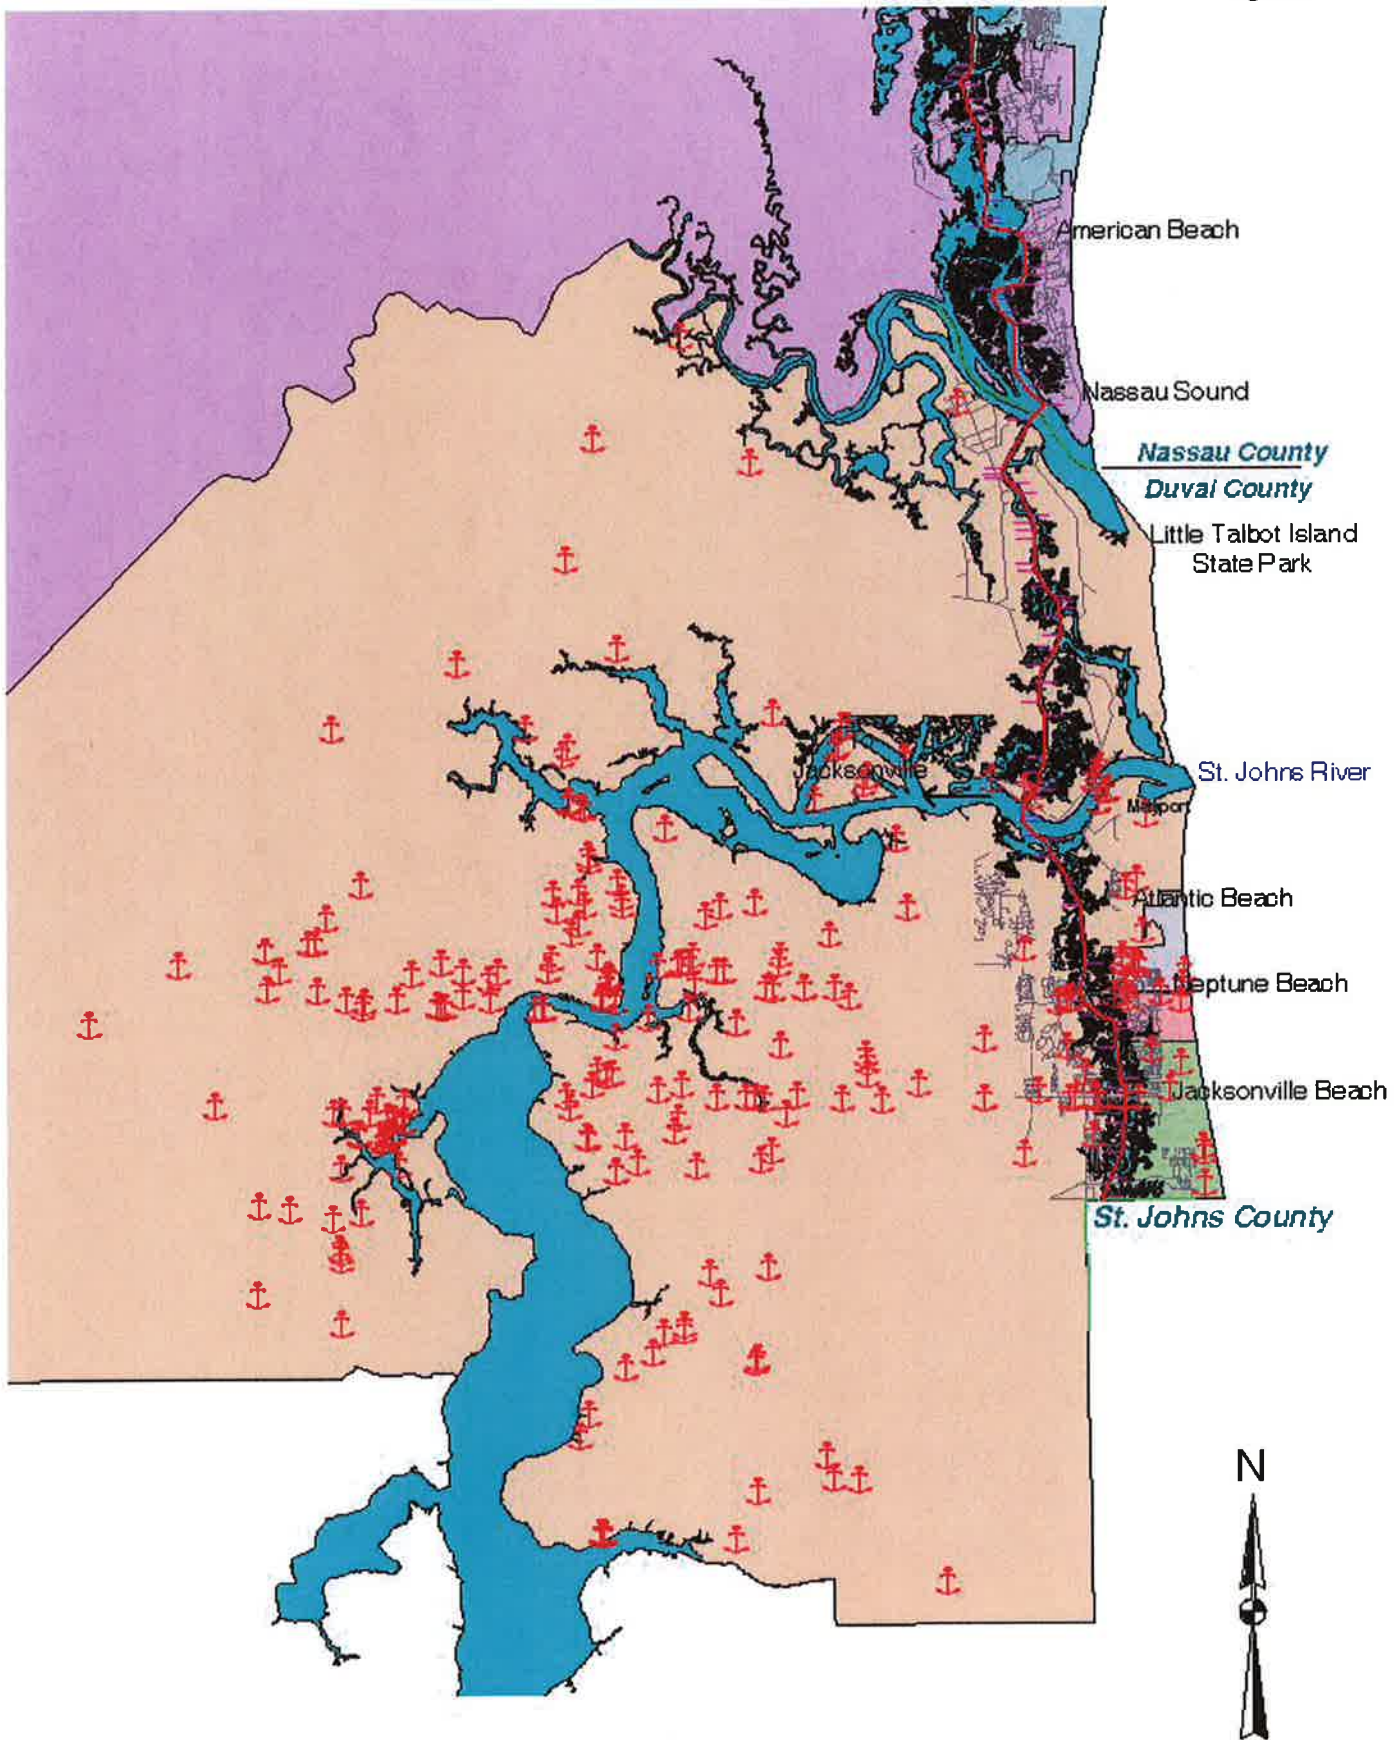 American Beach
Nassau Sound
Nassau County
Duval County
Little Talbot Island
State Park
Jacksonville
St. Johns River
Mayport
Atlantic Beach
Neptune Beach
Jacksonville Beach
St. Johns County
N